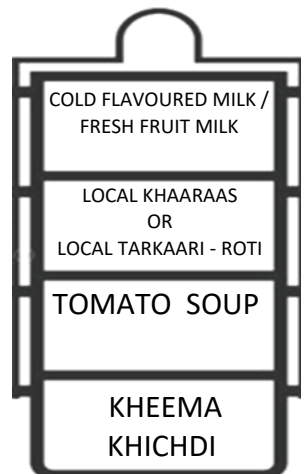 COLD FLAVOURED MILK /
FRESH FRUIT MILK
LOCAL KHAARAAS
OR
LOCAL TARKAARI - ROTI
TOMATO SOUP
KHEEMA
KHICHDI